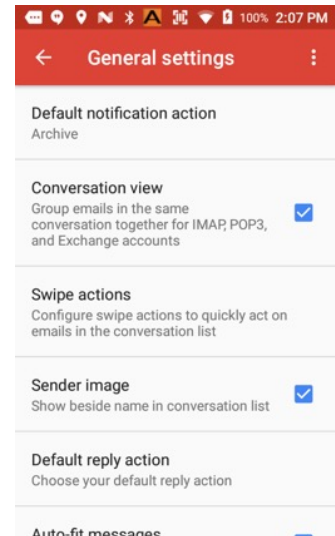 100% 2:07 PM
General settings
Default notification action
Archive
Conversation view
Group emails in the same
conversation together for IMAP, POP3,
and Exchange accounts
Swipe actions
Configure swipe actions to quickly act on
emails in the conversation list
Sender image
Show beside name in conversation list
Default reply action
Choose your default reply action
Auto-fit messages